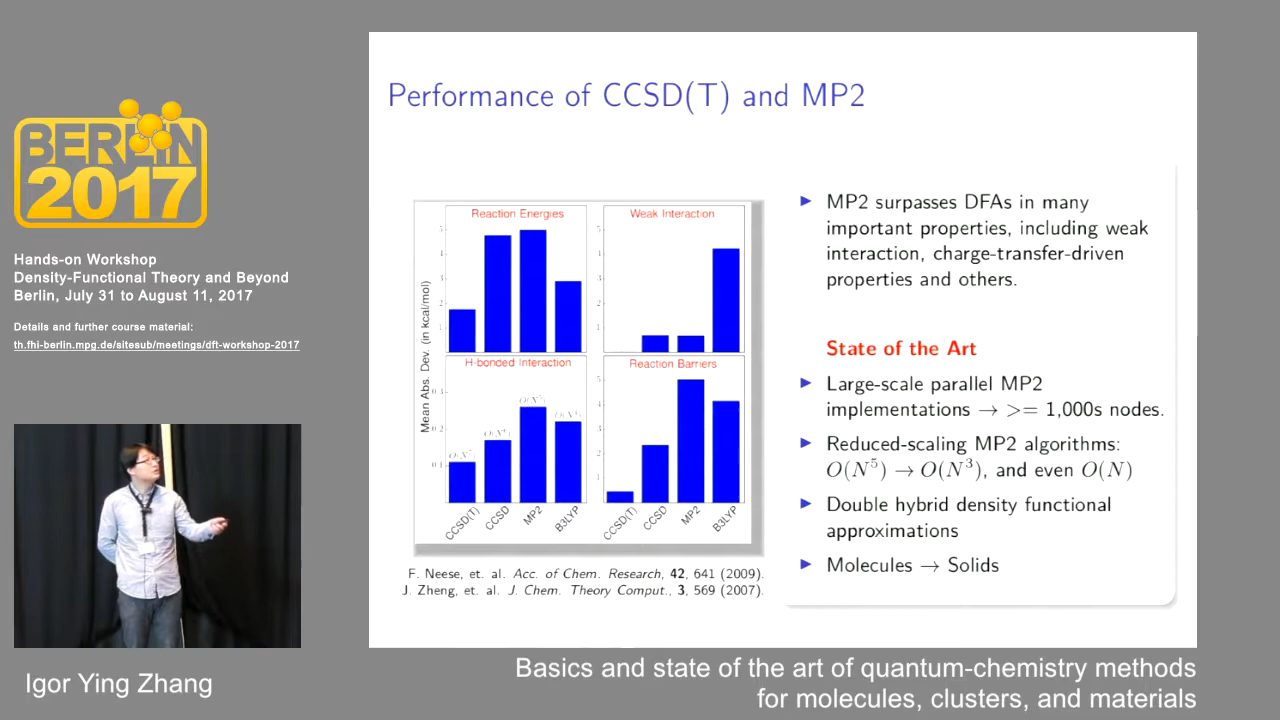 BERLIN
2017
Hands-on Workshop
Density-Functional Theory and Beyond
Berlin, July 31 to August 11, 2017
Details and further course material:
th.fhi-berlin.mpg.de/sitesub/meetings/dft-workshop-2017
Igor Ying Zhang
Performance of CCSD(T) and MP2
Mean Abs. Dev. (in kcal/mol)
Reaction Energies
Weak Interaction
H-bonded Interaction
Reaction Barriers
CCSD(T) CCSD MP2 B3LYP
CCSD(T) CCSD MP2 B3LYP
F. Neese, et. al. Acc. of Chem. Research, 42, 641 (2009).
J. Zheng, et. al. J. Chem. Theory Comput., 3, 569 (2007).
MP2 surpasses DFAs in many
important properties, including weak
interaction, charge-transfer-driven
properties and others.
State of the Art
Large-scale parallel MP2
implementations → >= 1,000s nodes.
Reduced-scaling MP2 algorithms:
O(N⁵) → O(N³), and even O(N)
Double hybrid density functional
approximations
Molecules → Solids
Basics and state of the art of quantum-chemistry methods
for molecules, clusters, and materials